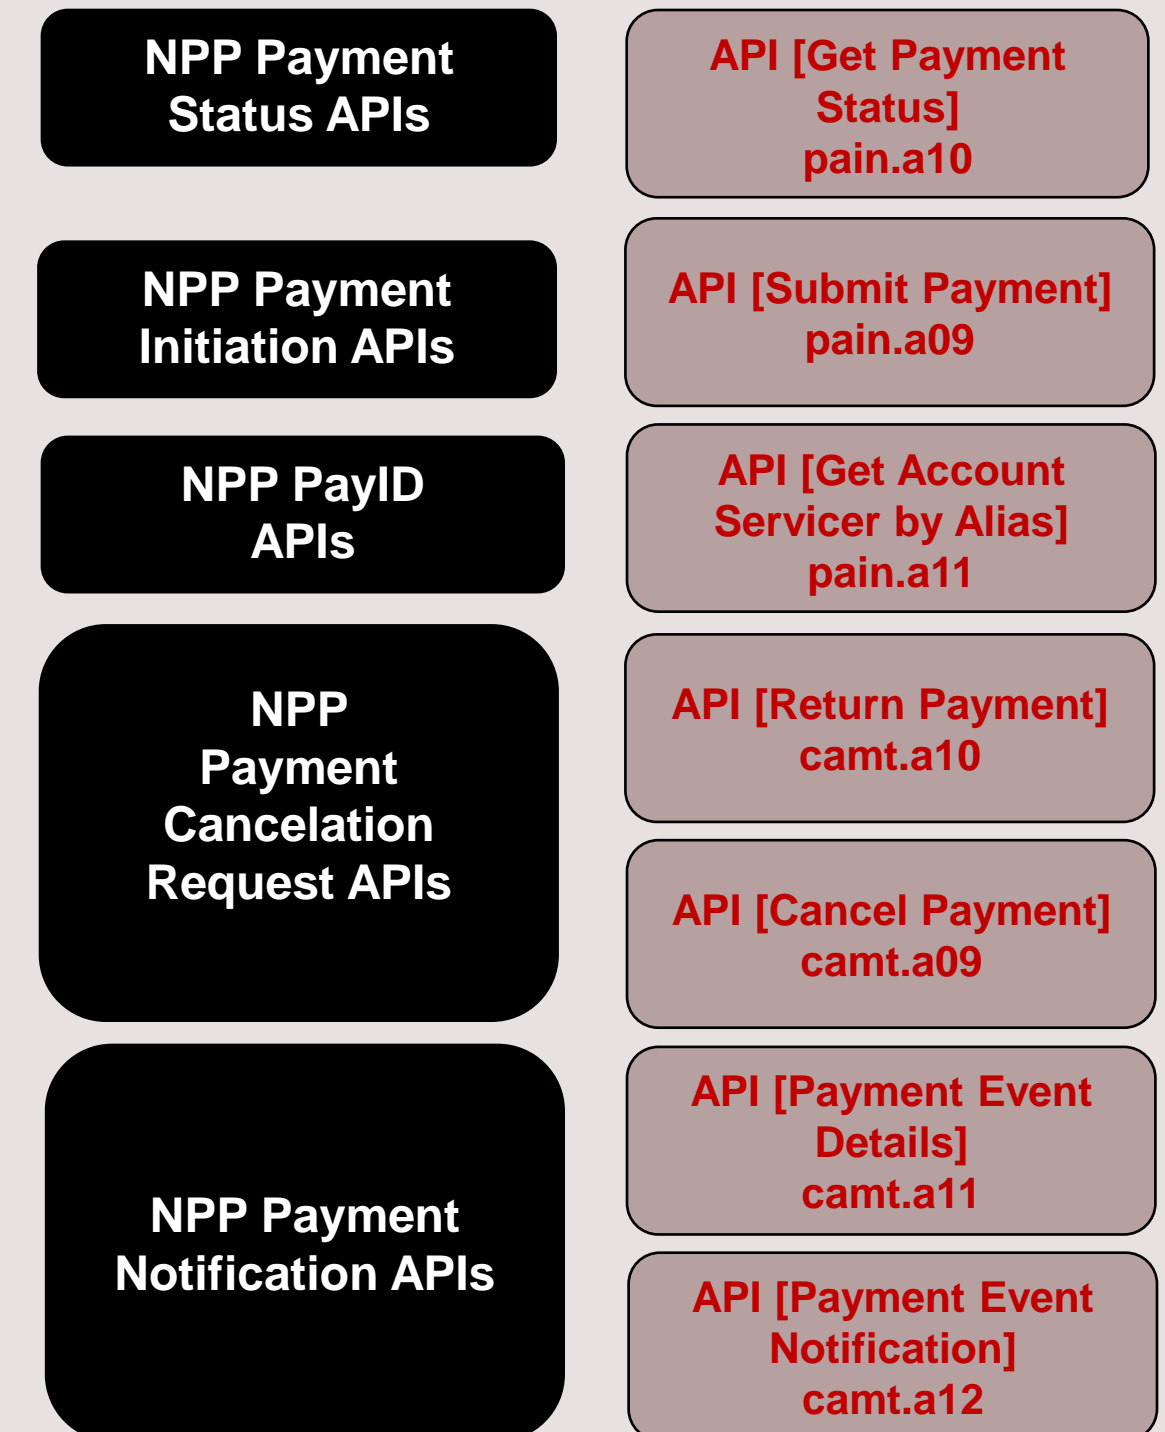 NPP Payment
Status APIs
API [Get Payment
Status]
pain.a10
NPP Payment
Initiation APIs
API [Submit Payment]
pain.a09
NPP PayID
APIs
API [Get Account
Servicer by Alias]
pain.a11
NPP
Payment
Cancelation
Request APIs
API [Return Payment]
camt.a10
API [Cancel Payment]
camt.a09
NPP Payment
Notification APIs
API [Payment Event
Details]
camt.a11
API [Payment Event
Notification]
camt.a12